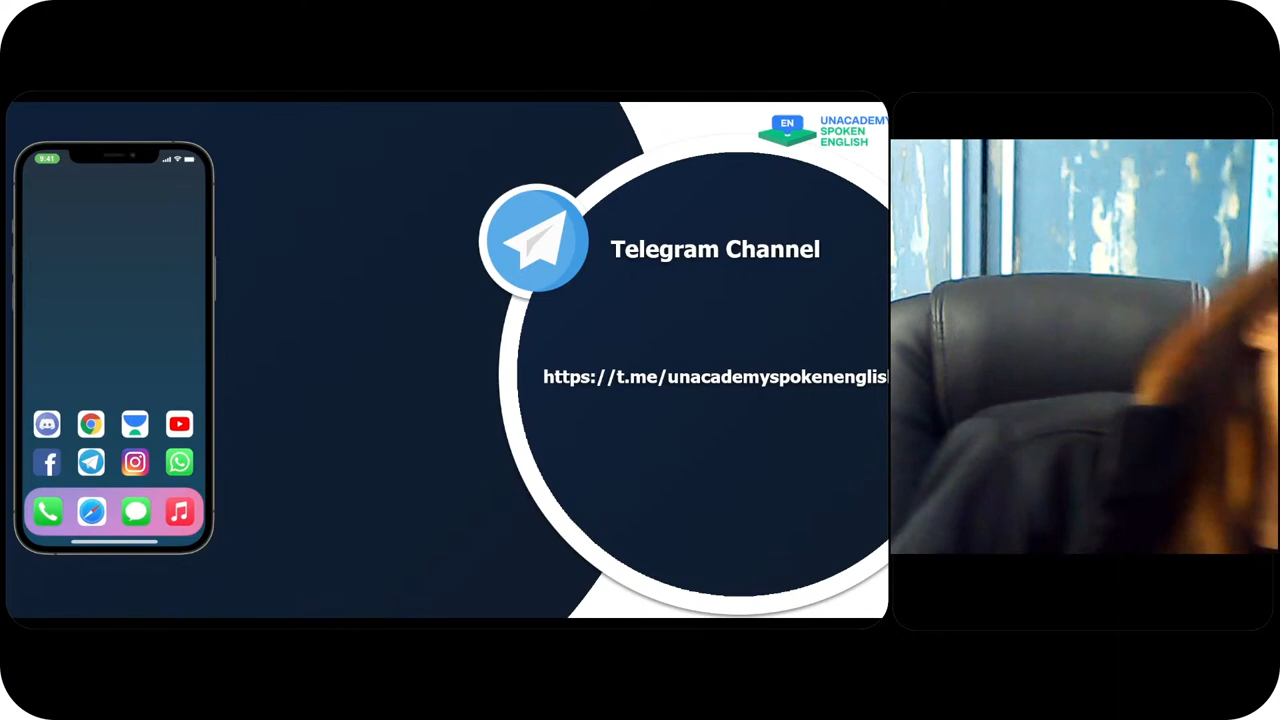 9:41
EN
UNACADEMY
SPOKEN
ENGLISH
Telegram Channel
https://t.me/unacademyspokenenglis